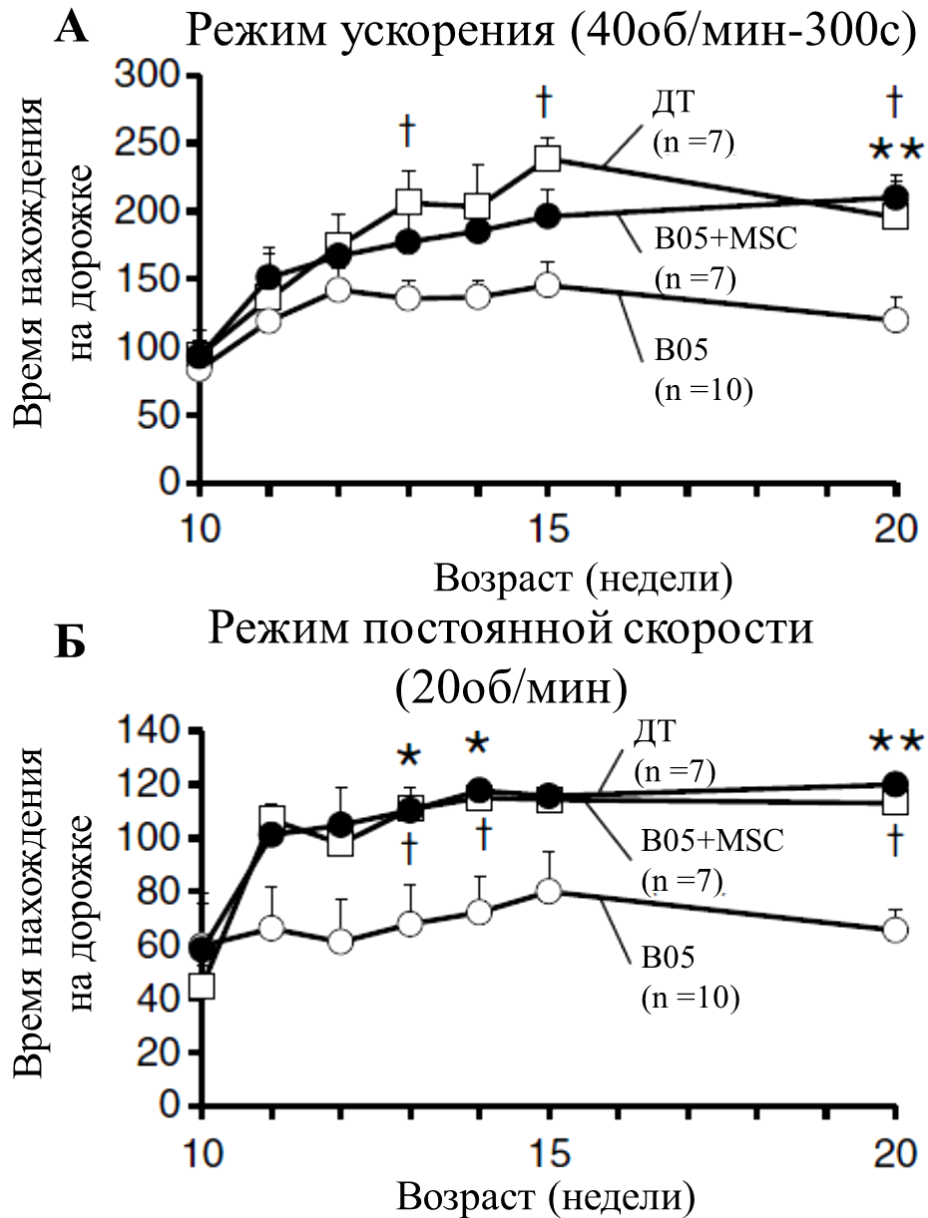 А Режим ускорения (40об/мин-300с)
Время нахождения
на дорожке
300
250
200
150
100
50
0
† † †
**
ДТ
(n =7)
B05+MSC
(n =7)
B05
(n =10)
10 15 20
Возраст (недели)
Б Режим постоянной скорости
(20об/мин)
Время нахождения
на дорожке
140
120
100
80
60
40
20
0
* * **
† † †
ДТ
(n =7)
B05+MSC
(n =7)
B05
(n =10)
10 15 20
Возраст (недели)